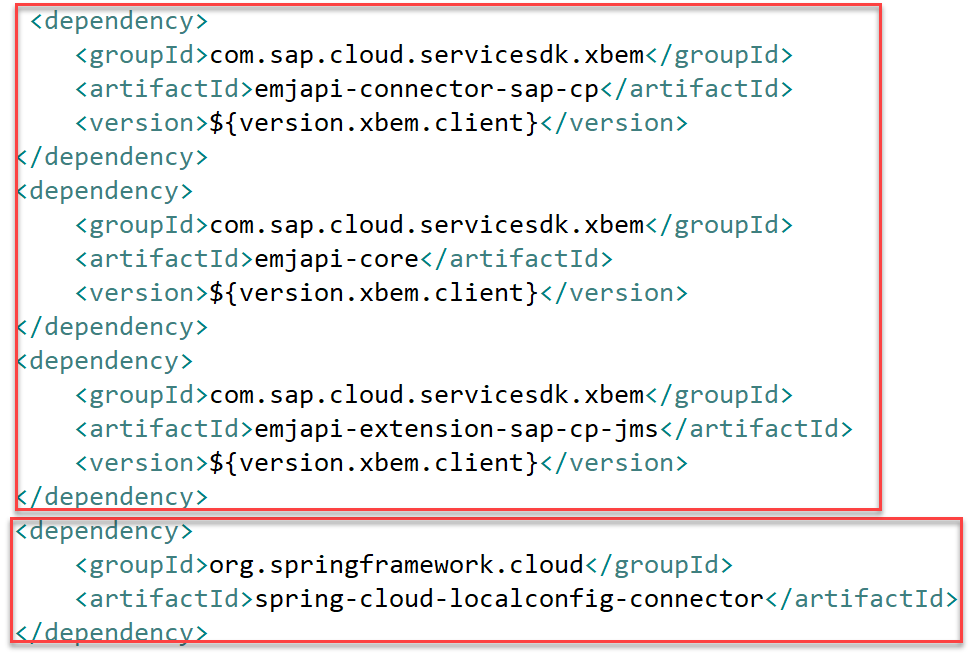 <dependency>
<groupId>com.sap.cloud.servicesdk.xbem</groupId>
<artifactId>emjapi-connector-sap-cp</artifactId>
<version>${version.xbem.client}</version>
</dependency>
<dependency>
<groupId>com.sap.cloud.servicesdk.xbem</groupId>
<artifactId>emjapi-core</artifactId>
<version>${version.xbem.client}</version>
</dependency>
<dependency>
<groupId>com.sap.cloud.servicesdk.xbem</groupId>
<artifactId>emjapi-extension-sap-cp-jms</artifactId>
<version>${version.xbem.client}</version>
</dependency>
<dependency>
<groupId>org.springframework.cloud</groupId>
<artifactId>spring-cloud-localconfig-connector</artifactId>
</dependency>